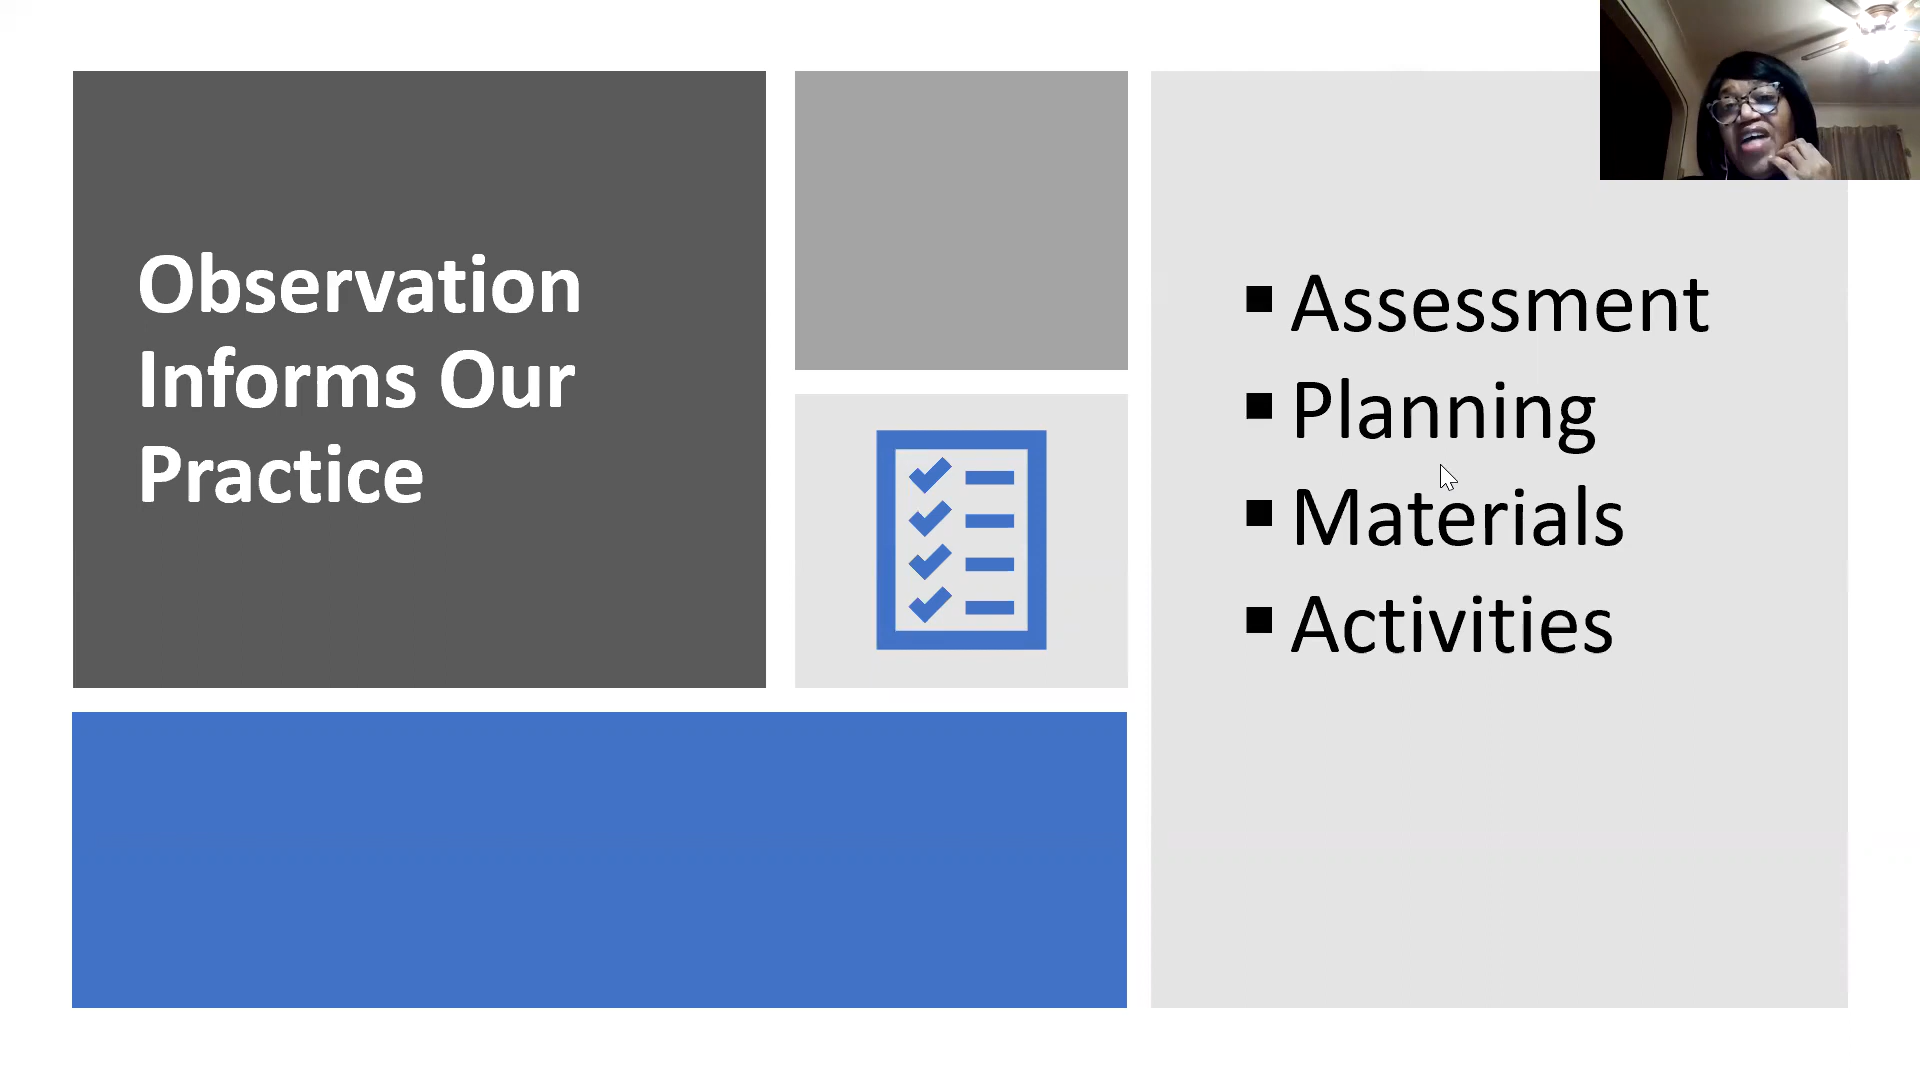 Observation
Informs Our
Practice
Assessment
Planning
Materials
Activities